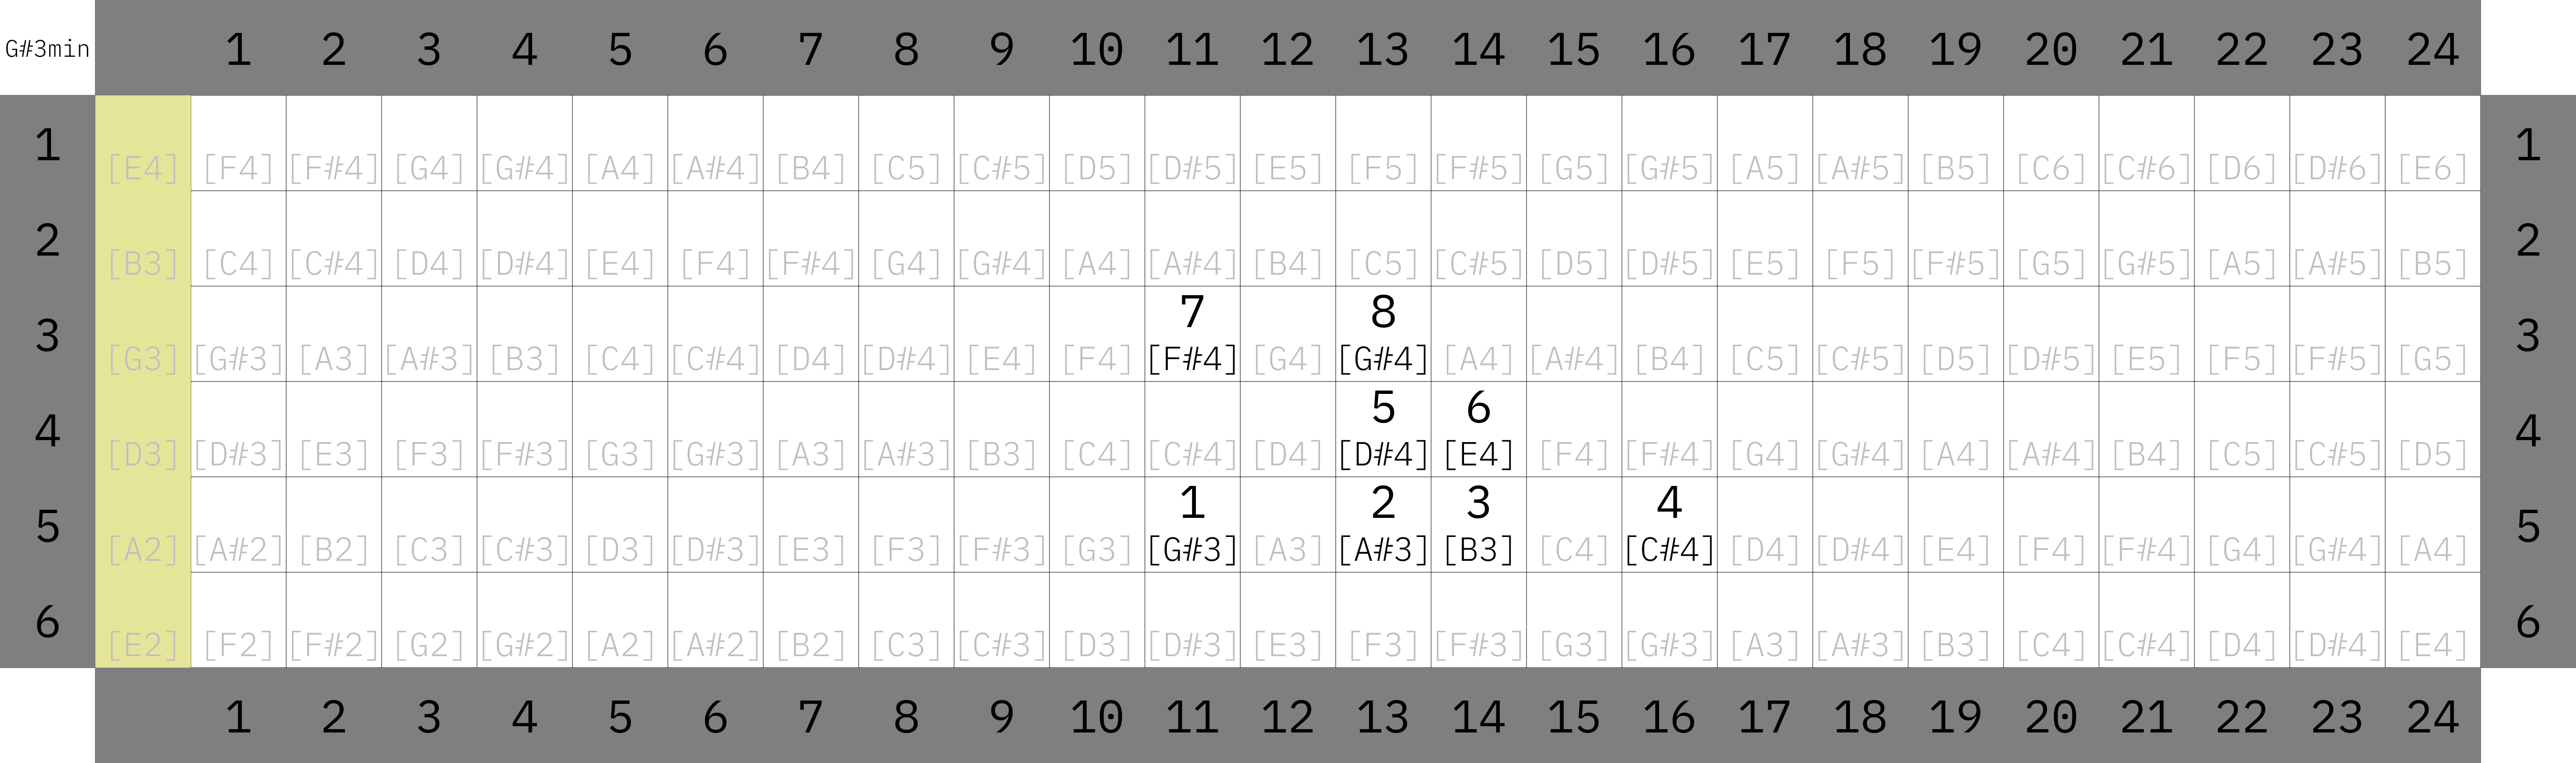 G#3min 1 2 3 4 5 6 7 8 9 10 11 12 13 14 15 16 17 18 19 20 21 22 23 24
1 [E4] [F4] [F#4] [G4] [G#4] [A4] [A#4] [B4] [C5] [C#5] [D5] [D#5] [E5] [F5] [F#5] [G5] [G#5] [A5] [A#5] [B5] [C6] [C#6] [D6] [D#6] [E6] 1
2 [B3] [C4] [C#4] [D4] [D#4] [E4] [F4] [F#4] [G4] [G#4] [A4] [A#4] [B4] [C5] [C#5] [D5] [D#5] [E5] [F5] [F#5] [G5] [G#5] [A5] [A#5] [B5] 2
7 8
3 [G3] [G#3] [A3] [A#3] [B3] [C4] [C#4] [D4] [D#4] [E4] [F4] [F#4] [G4] [G#4] [A4] [A#4] [B4] [C5] [C#5] [D5] [D#5] [E5] [F5] [F#5] [G5] 3
5 6
4 [D3] [D#3] [E3] [F3] [F#3] [G3] [G#3] [A3] [A#3] [B3] [C4] [C#4] [D4] [D#4] [E4] [F4] [F#4] [G4] [G#4] [A4] [A#4] [B4] [C5] [C#5] [D5] 4
1 2 3 4
5 [A2] [A#2] [B2] [C3] [C#3] [D3] [D#3] [E3] [F3] [F#3] [G3] [G#3] [A3] [A#3] [B3] [C4] [C#4] [D4] [D#4] [E4] [F4] [F#4] [G4] [G#4] [A4] 5
6 [E2] [F2] [F#2] [G2] [G#2] [A2] [A#2] [B2] [C3] [C#3] [D3] [D#3] [E3] [F3] [F#3] [G3] [G#3] [A3] [A#3] [B3] [C4] [C#4] [D4] [D#4] [E4] 6
1 2 3 4 5 6 7 8 9 10 11 12 13 14 15 16 17 18 19 20 21 22 23 24